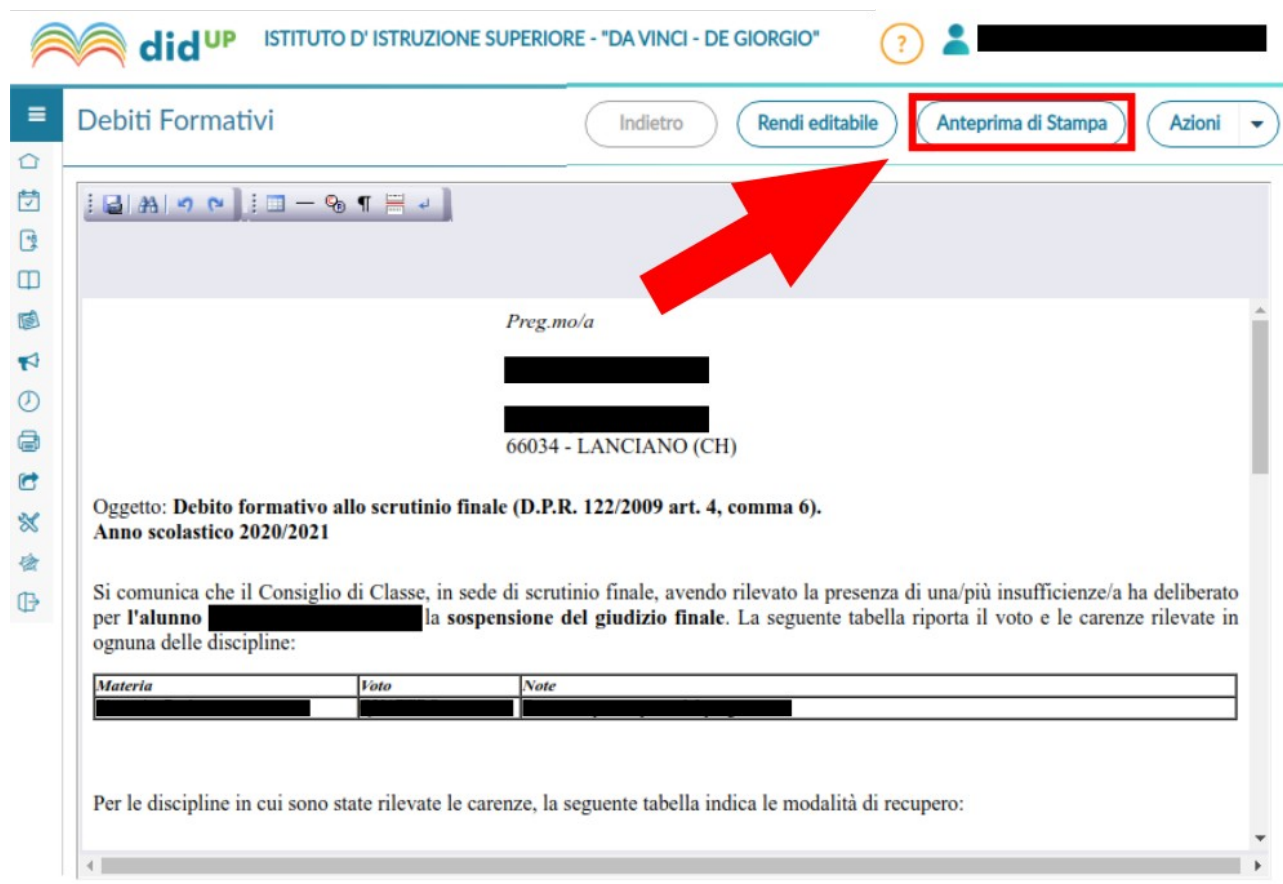 didUP ISTITUTO D' ISTRUZIONE SUPERIORE - "DA VINCI - DE GIORGIO" ?
Debiti Formativi Indietro Rendi editabile Anteprima di Stampa Azioni
Preg.mo/a
66034 - LANCIANO (CH)
Oggetto: Debito formativo allo scrutinio finale (D.P.R. 122/2009 art. 4, comma 6).
Anno scolastico 2020/2021
Si comunica che il Consiglio di Classe, in sede di scrutinio finale, avendo rilevato la presenza di una/più insufficienze/a ha deliberato
per l'alunno la sospensione del giudizio finale. La seguente tabella riporta il voto e le carenze rilevate in
ognuna delle discipline:
Materia Voto Note
Per le discipline in cui sono state rilevate le carenze, la seguente tabella indica le modalità di recupero: